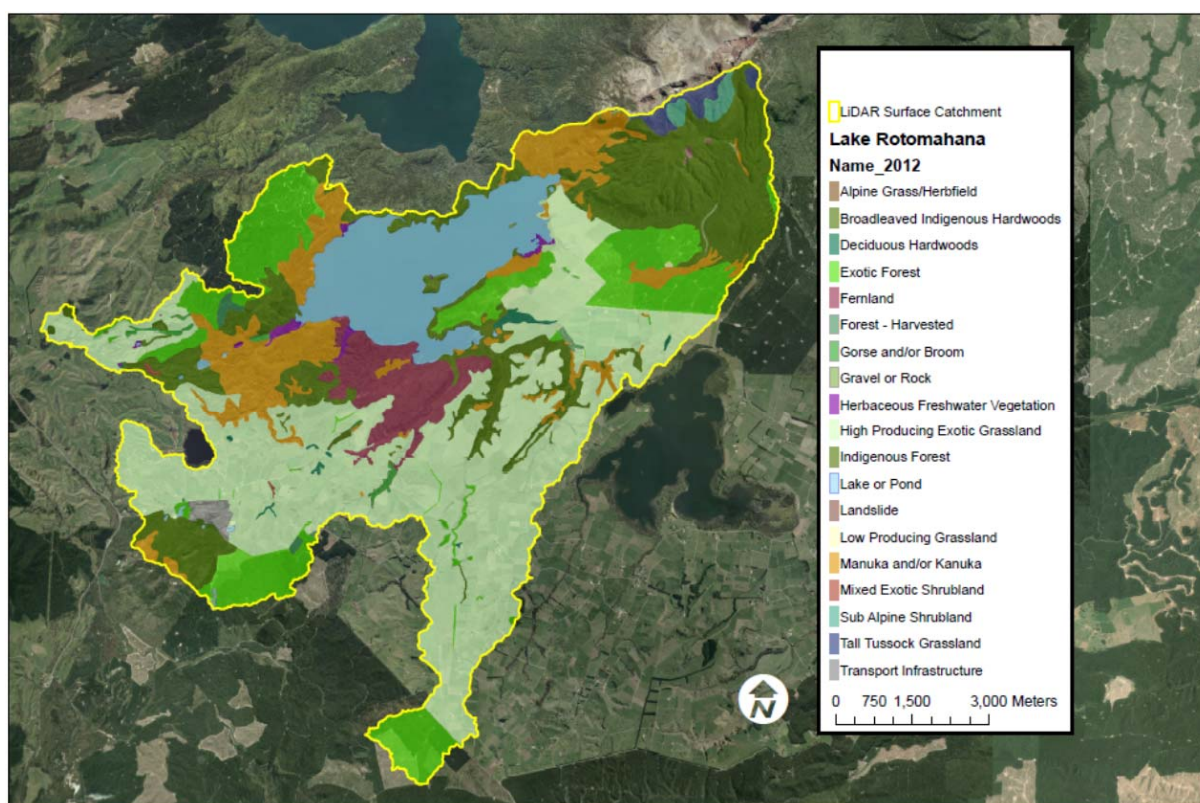 LiDAR Surface Catchment
Lake Rotomahana
Name_2012
Alpine Grass/Herbfield
Broadleaved Indigenous Hardwoods
Deciduous Hardwoods
Exotic Forest
Fernland
Forest - Harvested
Gorse and/or Broom
Gravel or Rock
Herbaceous Freshwater Vegetation
High Producing Exotic Grassland
Indigenous Forest
Lake or Pond
Landslide
Low Producing Grassland
Manuka and/or Kanuka
Mixed Exotic Shrubland
Sub Alpine Shrubland
Tall Tussock Grassland
Transport Infrastructure
0 750 1,500 3,000 Meters
N